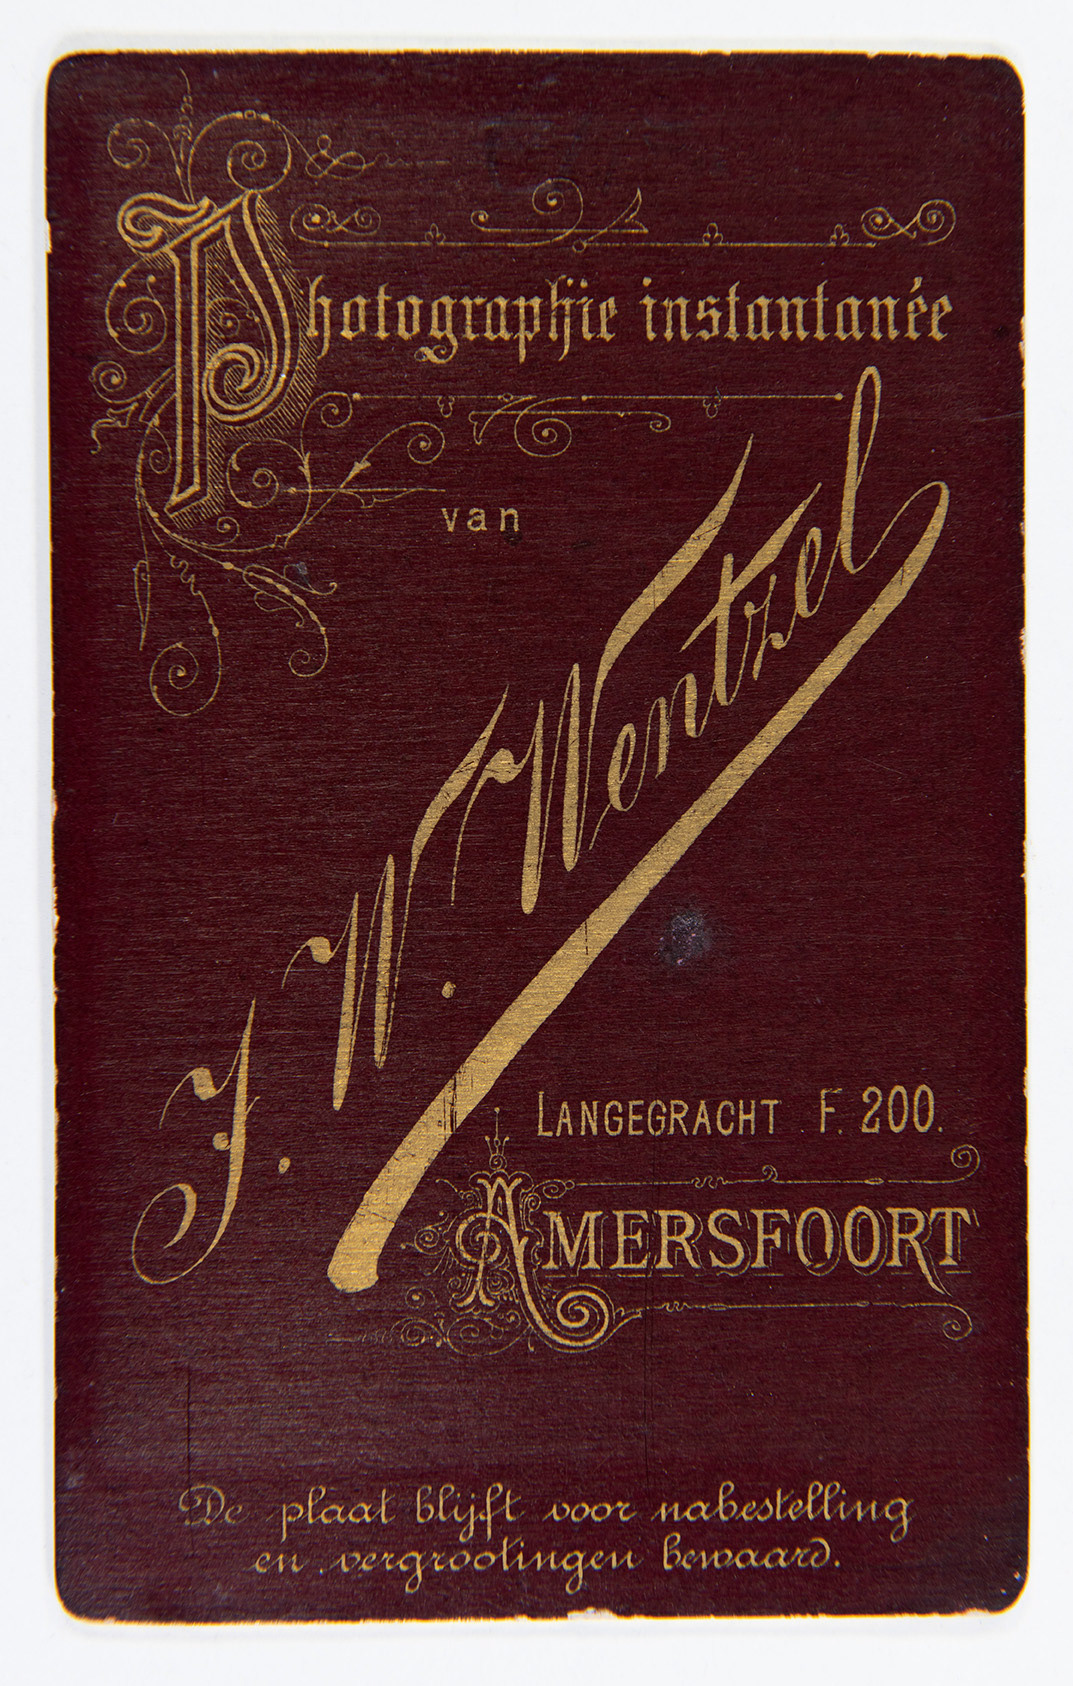 Photographie instantanée
van
J. W. Wentzel
LANGEGRACHT F. 200.
AMERSFOORT
De plaat blijft voor nabestelling
en vergrootingen bewaard.